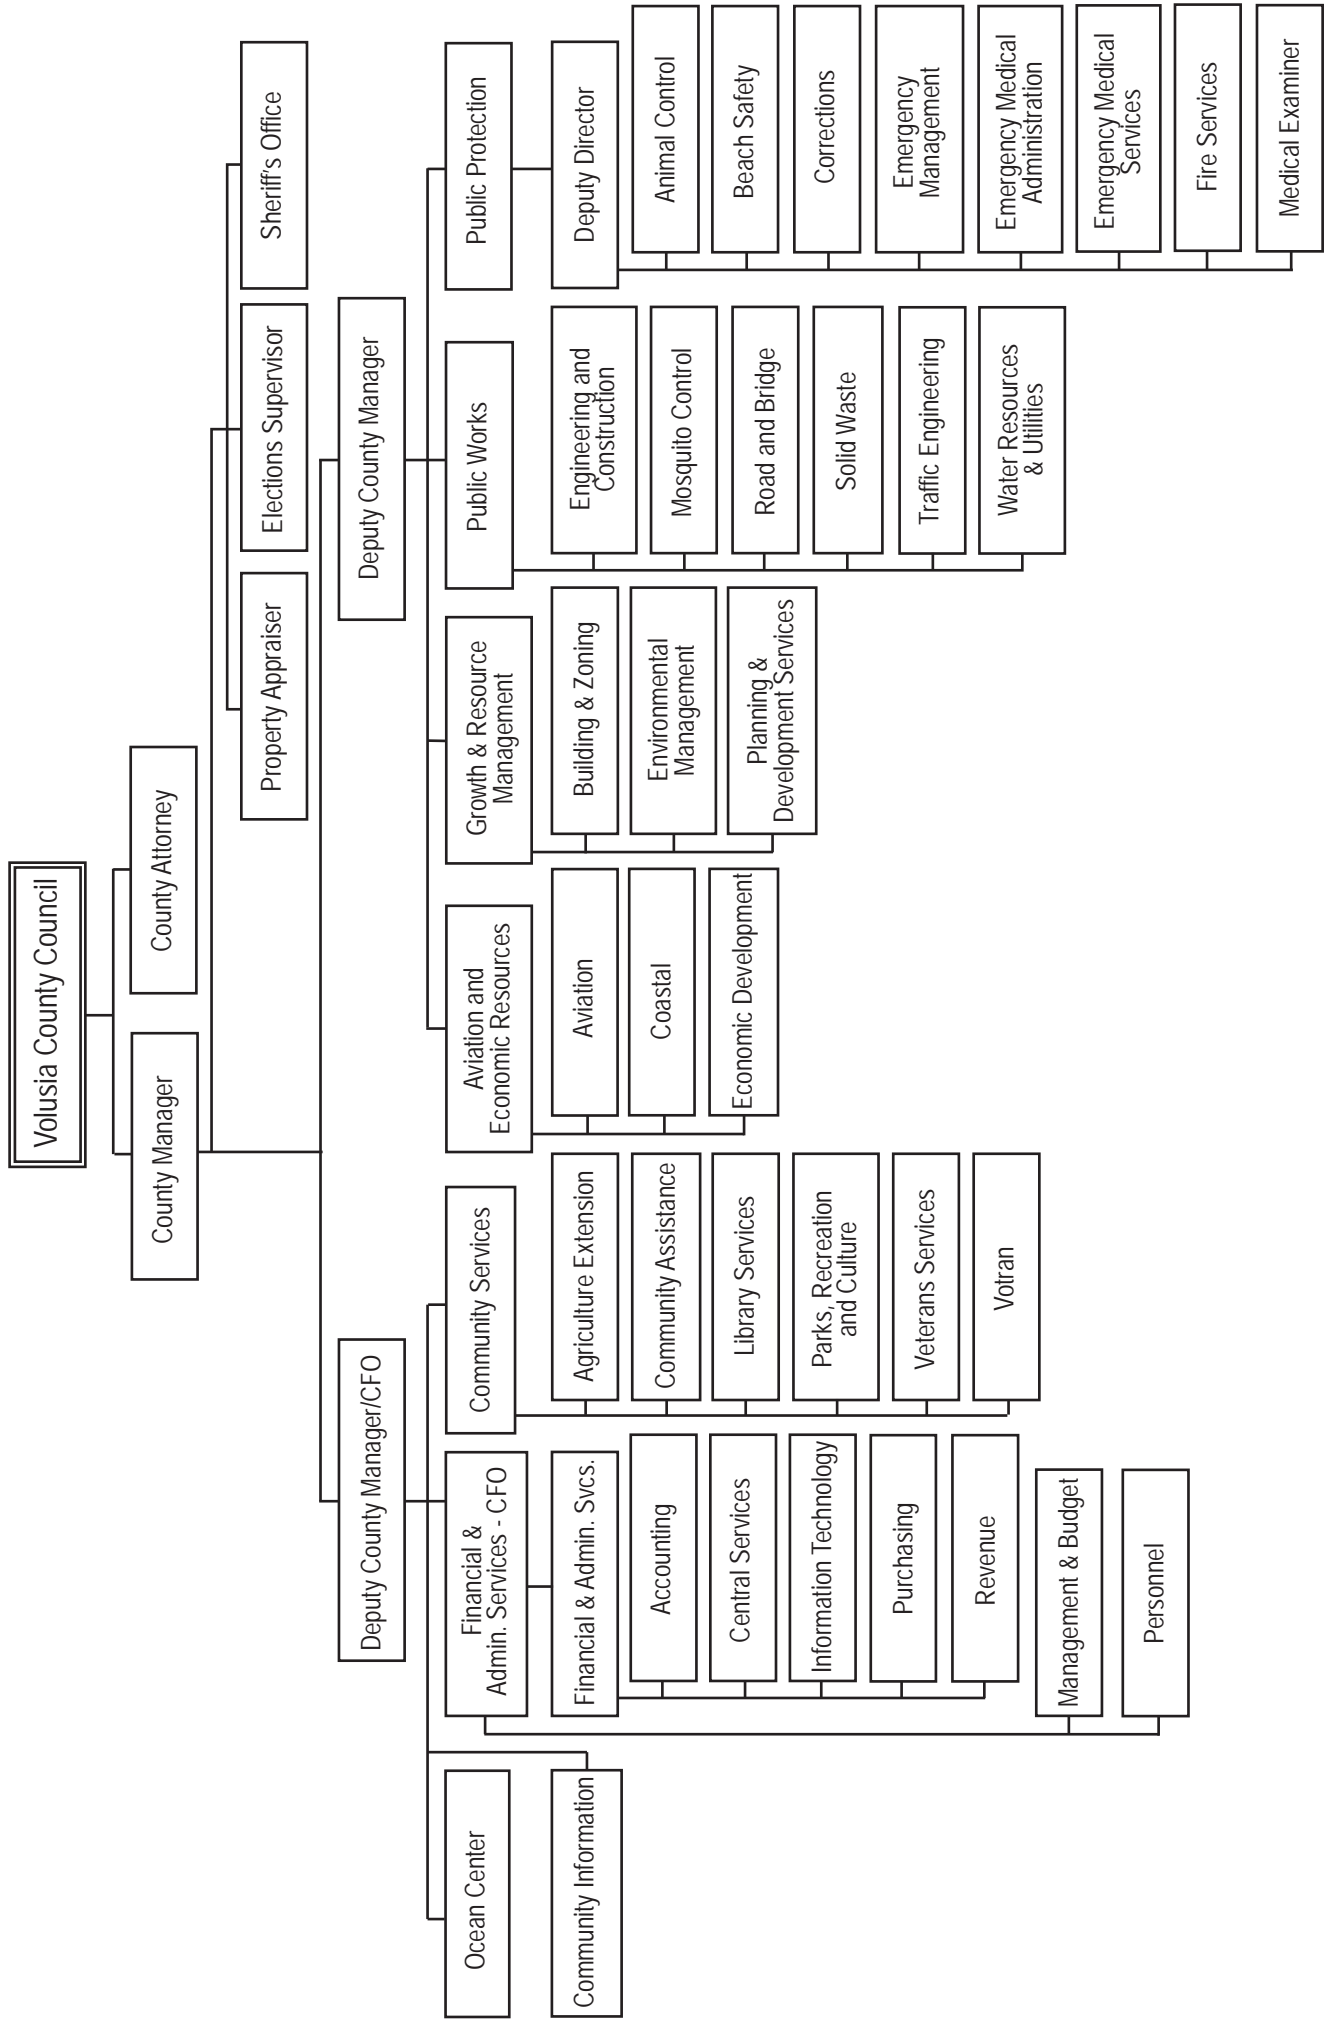 Volusia County Council
County Manager
County Attorney
Property Appraiser
Elections Supervisor
Sheriff's Office
Deputy County Manager/CFO
Deputy County Manager
Ocean Center
Community Information
Financial &
Admin. Services - CFO
Financial & Admin. Svcs.
Accounting
Central Services
Information Technology
Purchasing
Revenue
Management & Budget
Personnel
Community Services
Agriculture Extension
Community Assistance
Library Services
Parks, Recreation
and Culture
Veterans Services
Votran
Aviation and
Economic Resources
Aviation
Coastal
Economic Development
Growth & Resource
Management
Building & Zoning
Environmental
Management
Planning &
Development Services
Public Works
Engineering and
Construction
Mosquito Control
Road and Bridge
Solid Waste
Traffic Engineering
Water Resources
& Utilities
Public Protection
Deputy Director
Animal Control
Beach Safety
Corrections
Emergency
Management
Emergency Medical
Administration
Emergency Medical
Services
Fire Services
Medical Examiner